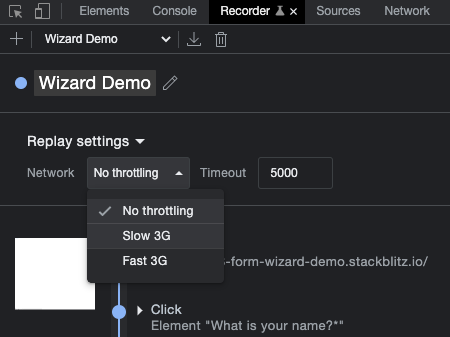 Elements Console Recorder Sources Network
Wizard Demo
Wizard Demo
Replay settings
Network No throttling Timeout 5000
No throttling
Slow 3G
Fast 3G
-form-wizard-demo.stackblitz.io/
Click
Element "What is your name?*"